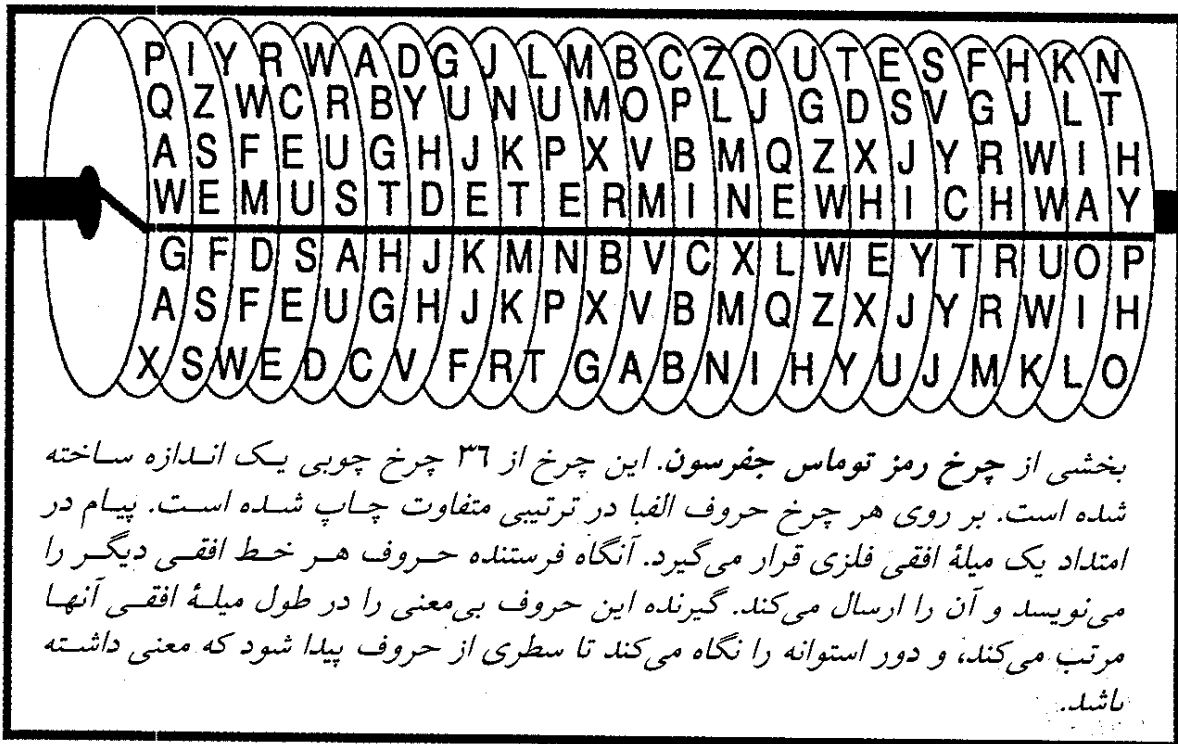 P I Y R W A D G J L M B C Z O U T E S F H K N
Q Z W C R B Y U N U M O P L J G D S V G J L T
A S F E U G H J K P X V B M Q Z X J Y R W I H
W E M U S T D E T E R M I N E W H I C H W A Y
G F D S A H J K M N B V C X L W E Y T R U O P
A S F E U G H J K P X V B M Q Z X J Y R W I H
X S W E D C V F R T G A B N I H Y U J M K L O
بخشی از چرخ رمز توماس جفرسون. این چرخ از ۳۶ چرخ چوبی یک اندازه ساخته
شده است. بر روی هر چرخ حروف الفبا در ترتیبی متفاوت چاپ شده است. پیام در
امتداد یک میلهٔ افقی فلزی قرار می‌گیرد. آنگاه فرستنده حروف هر خط افقی دیگر را
می‌نویسد و آن را ارسال می‌کند. گیرنده این حروف بی‌معنی را در طول میلهٔ افقی آنها
مرتب می‌کند، و دور استوانه را نگاه می‌کند تا سطری از حروف پیدا شود که معنی داشته
باشد.